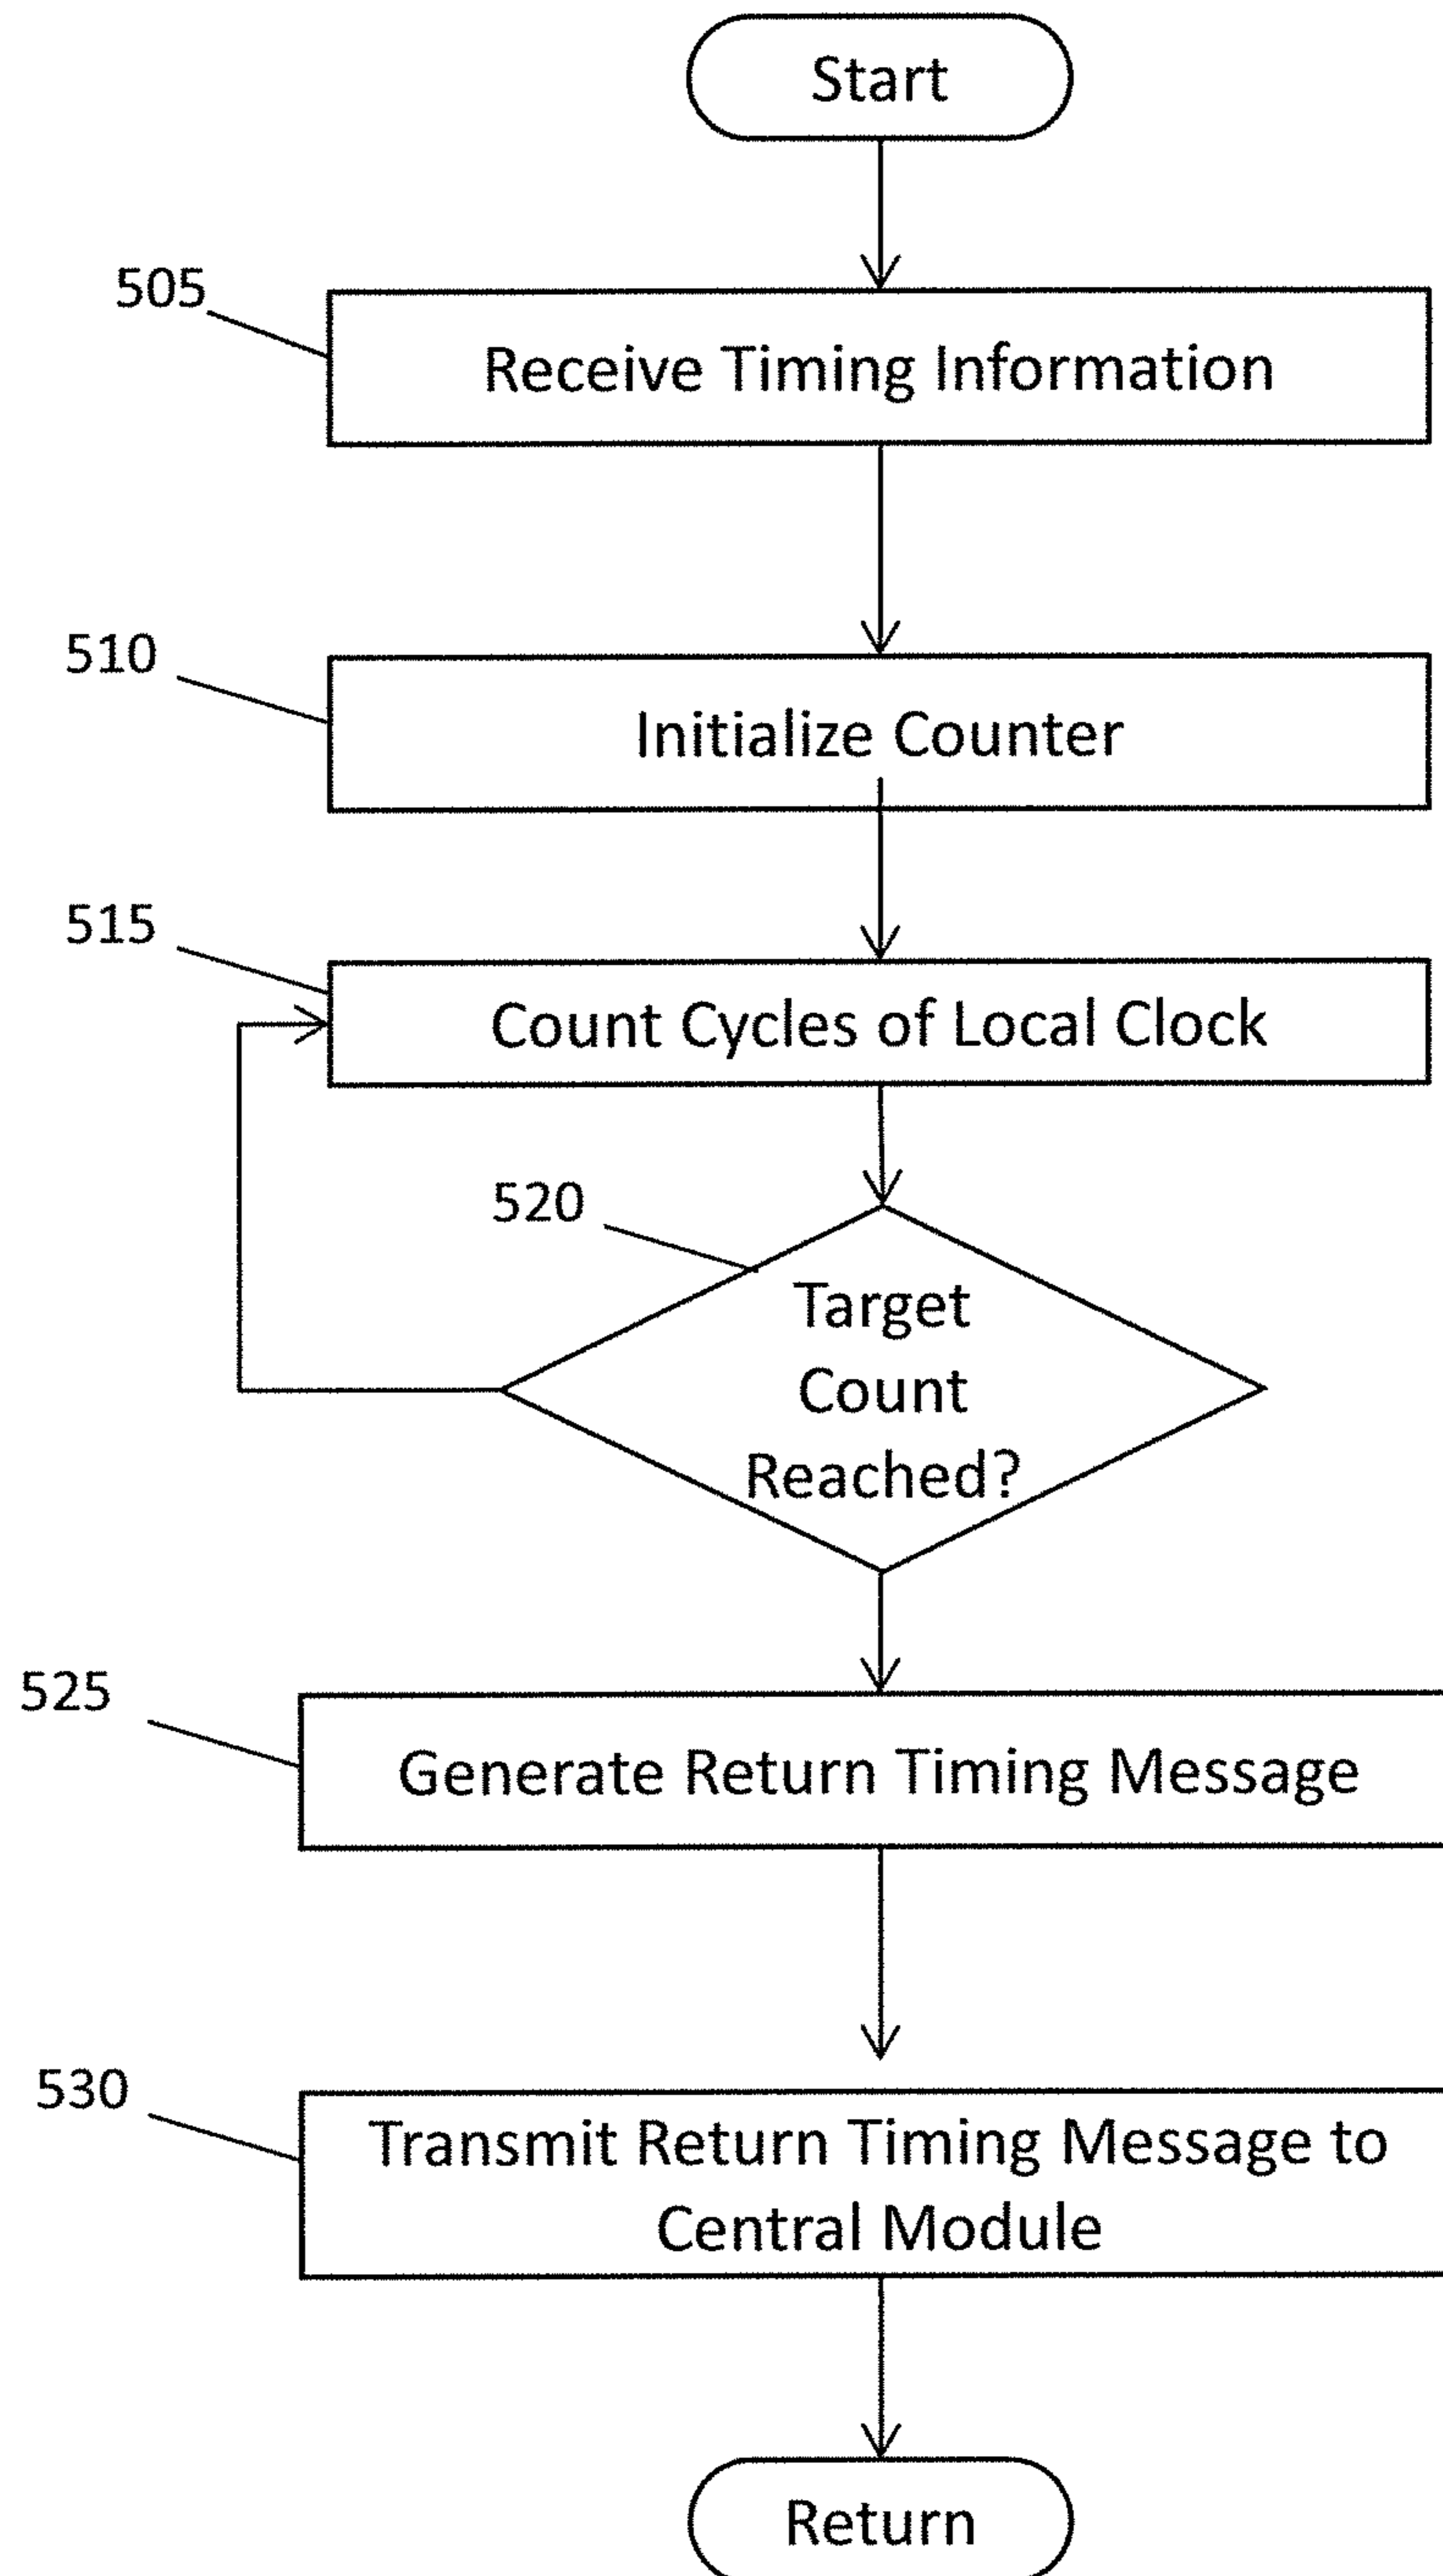 Start
505
Receive Timing Information
510
Initialize Counter
515
Count Cycles of Local Clock
520
Target
Count
Reached?
525
Generate Return Timing Message
530
Transmit Return Timing Message to
Central Module
Return